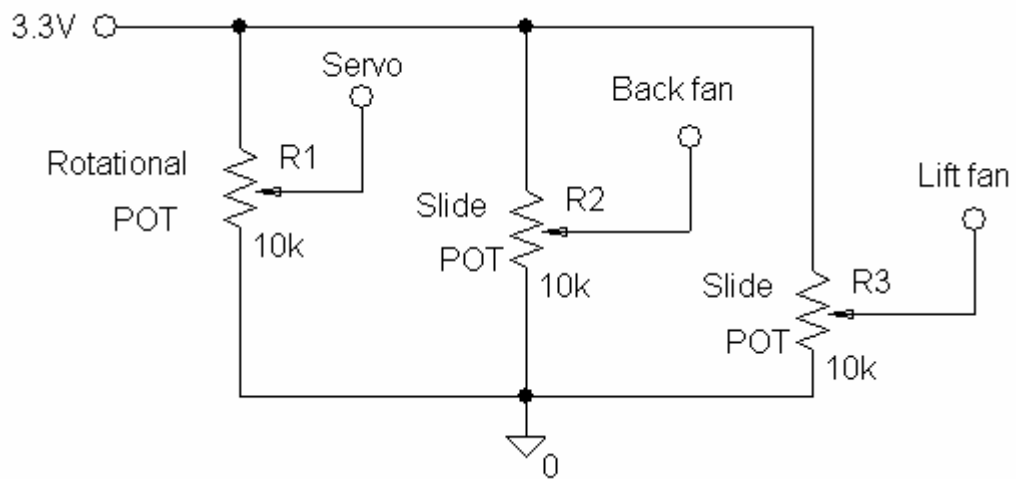 3.3V
Servo
Rotational
POT
R1
10k
Back fan
Slide
POT
R2
10k
Lift fan
Slide
POT
R3
10k
0